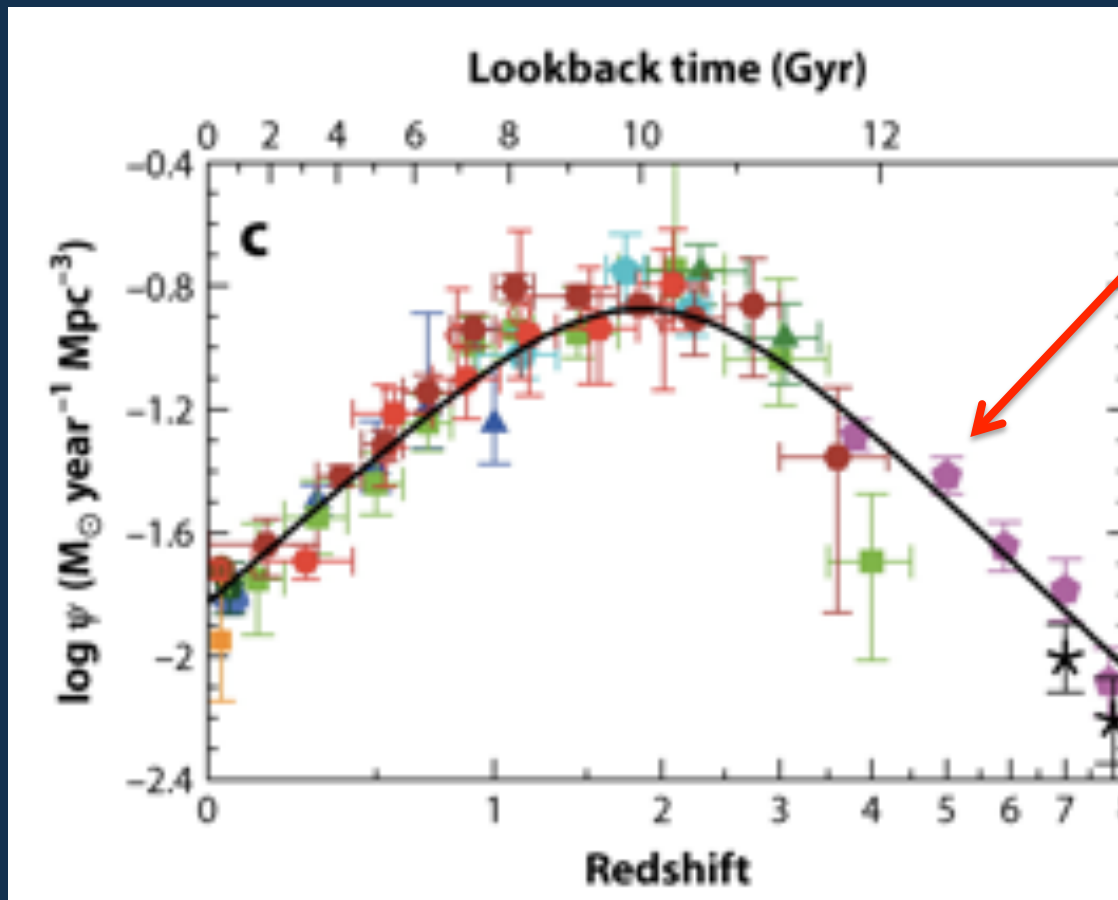 Lookback time (Gyr)
0 2 4 6 8 10 12
−0.4
C
−0.8
−1.2
−1.6
−2
−2.4
log ψ (M☉ year⁻¹ Mpc⁻³)
0 1 2 3 4 5 6 7
Redshift